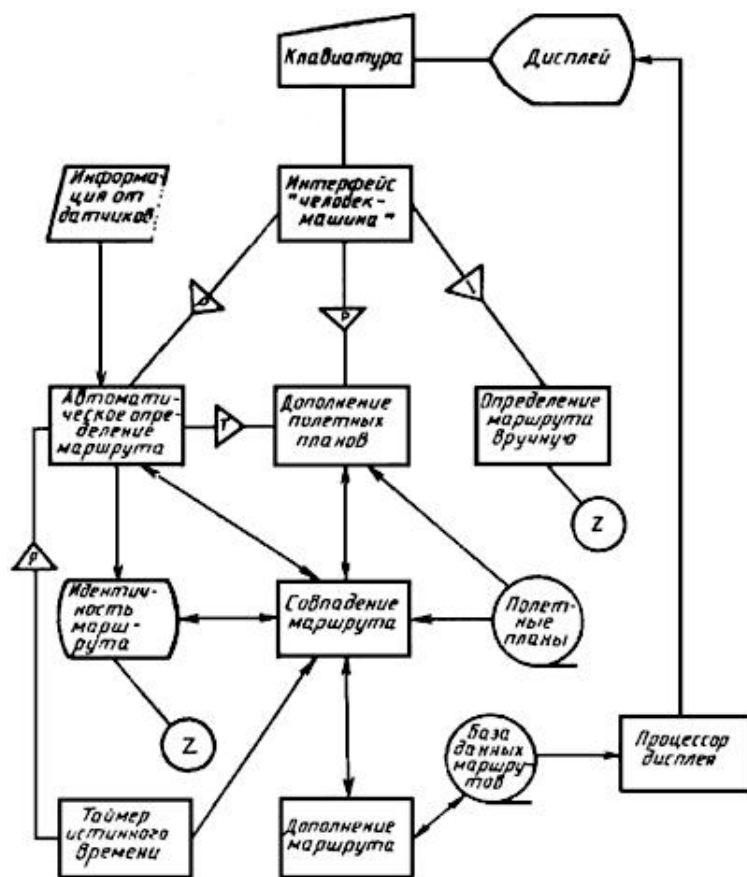 Клавиатура
Дисплей
Информа-
ция от
датчиков
Интерфейс
"человек-
машина"
Р
Автомати-
ческое опре-
деление
маршрута
Т
Дополнение
полетных
планов
Определение
маршрута
вручную
Z
Р
Идентич-
ность
марш-
рута
Совпадение
маршрута
Полет-
ные
планы
Z
База
данных
маршру-
тов
Процессор
дисплея
Таймер
истинного
времени
Дополнение
маршрута